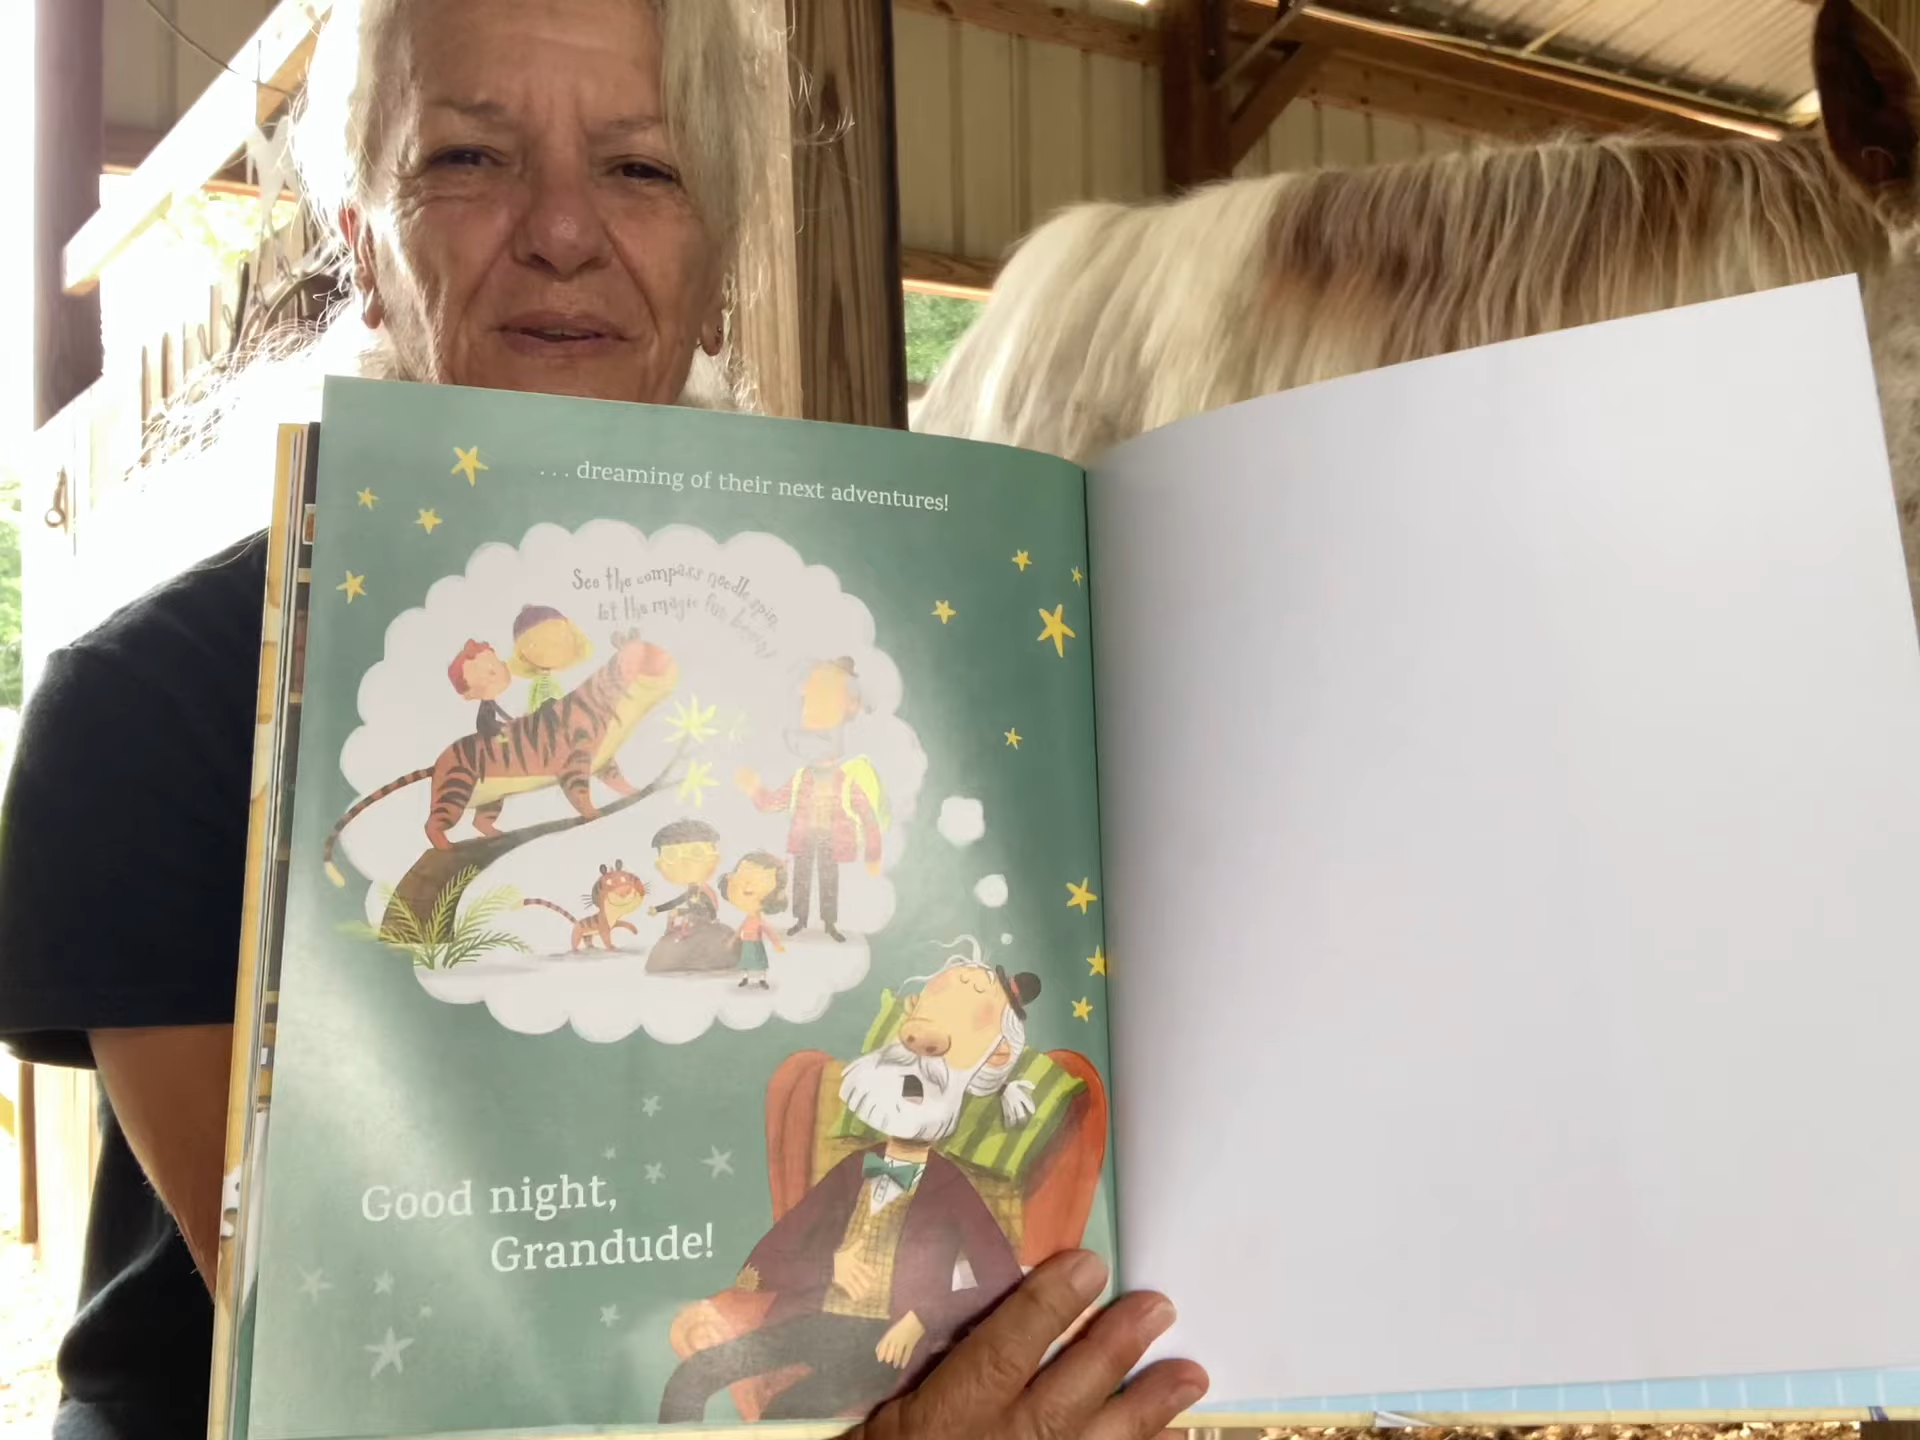 . . . dreaming of their next adventures!
See the compass needle spin,
let the magic fun begin!
Good night,
Grandude!